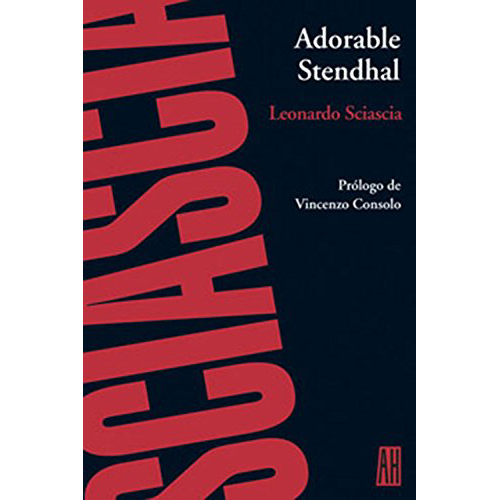 Adorable
Stendhal
Leonardo Sciascia
Prólogo de
Vincenzo Consolo
SCIASCIA
AH